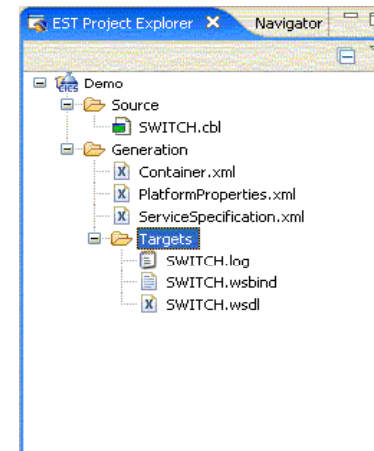 EST Project Explorer Navigator
Demo
Source
SWITCH.cbl
Generation
Container.xml
PlatformProperties.xml
ServiceSpecification.xml
Targets
SWITCH.log
SWITCH.wsbind
SWITCH.wsdl